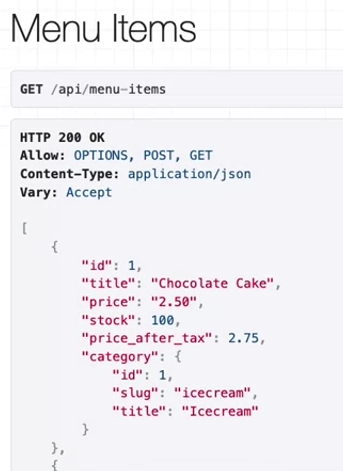 Menu Items
GET /api/menu-items
HTTP 200 OK
Allow: OPTIONS, POST, GET
Content-Type: application/json
Vary: Accept
[
{
"id": 1,
"title": "Chocolate Cake",
"price": "2.50",
"stock": 100,
"price_after_tax": 2.75,
"category": {
"id": 1,
"slug": "icecream",
"title": "Icecream"
}
},
{